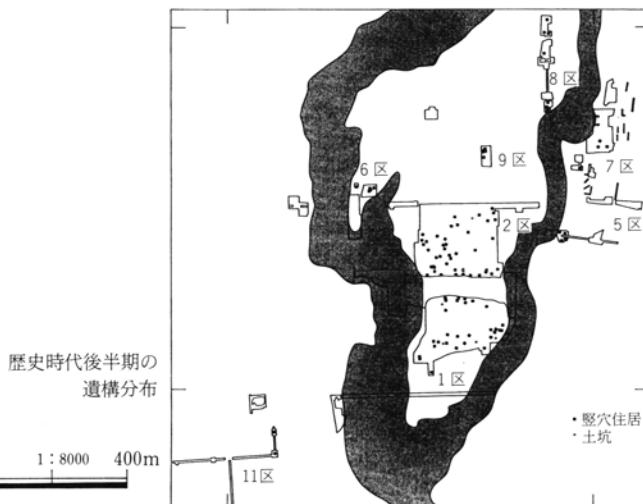 8区
6区
9区
7区
2区
5区
歴史時代後半期の
遺構分布
1区
・竪穴住居
・土坑
1:8000 400m
11区